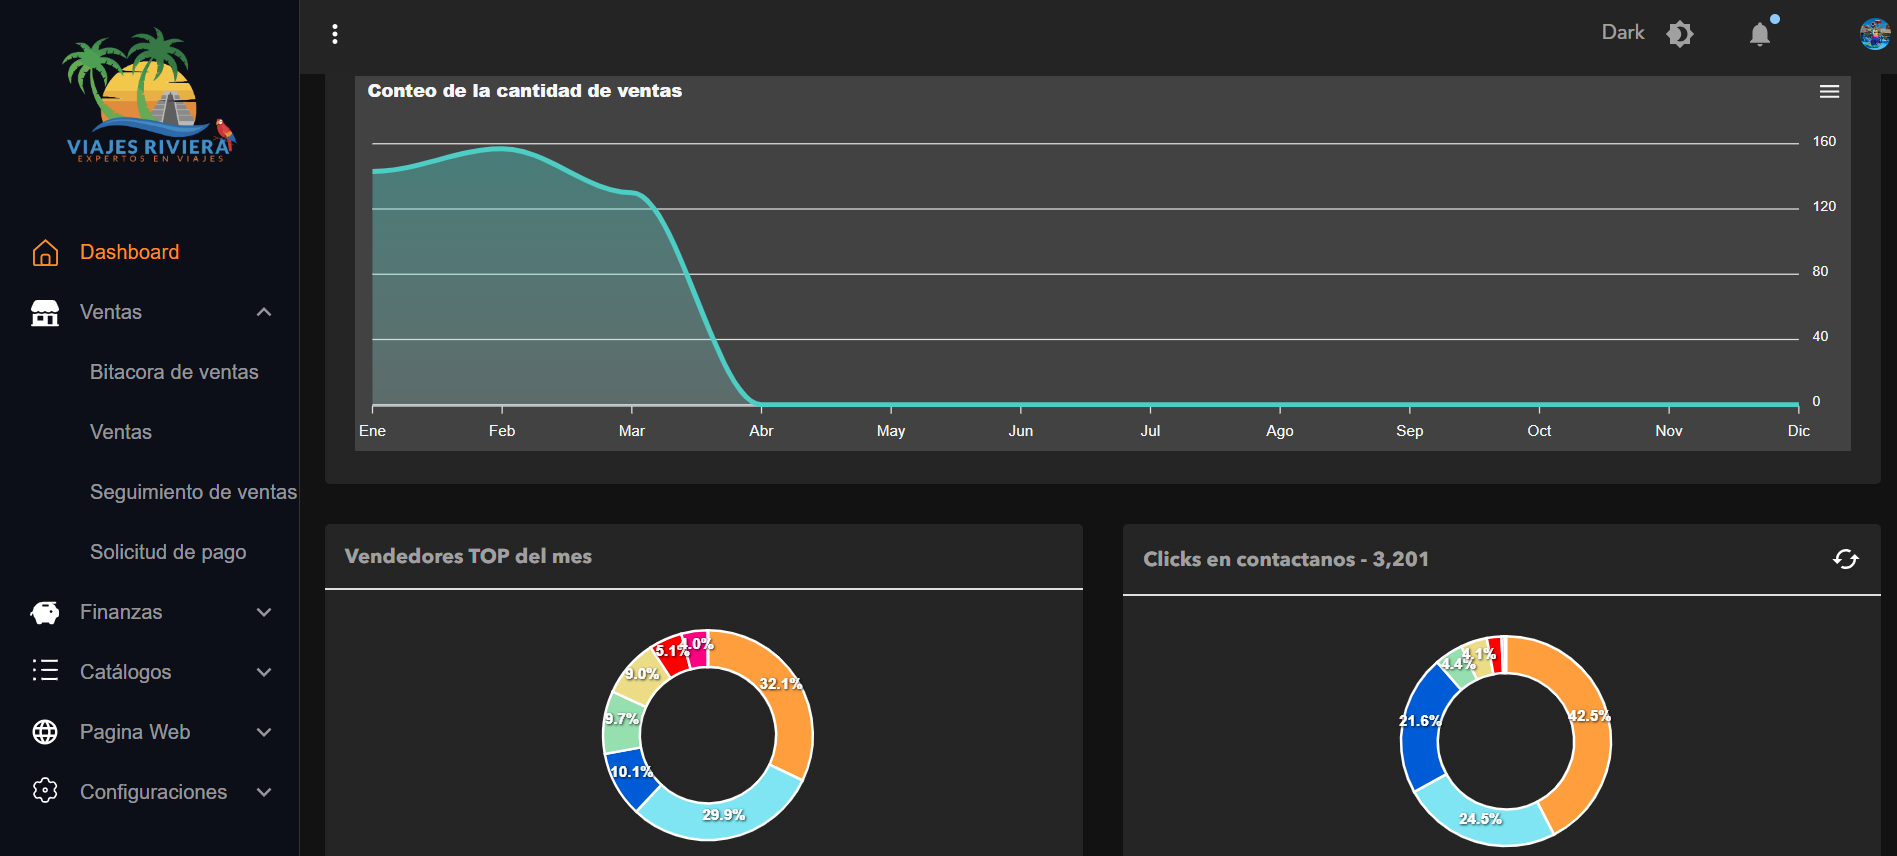 VIAJES RIVIERA
EXPERTOS EN VIAJES
Dashboard
Ventas
Bitacora de ventas
Ventas
Seguimiento de ventas
Solicitud de pago
Finanzas
Catálogos
Pagina Web
Configuraciones
Dark
Conteo de la cantidad de ventas
160
120
80
40
0
Ene Feb Mar Abr May Jun Jul Ago Sep Oct Nov Dic
Vendedores TOP del mes
32.1%
29.9%
10.1%
9.7%
9.0%
5.1%
4.0%
Clicks en contactanos - 3,201
42.5%
24.5%
21.6%
4.4%
4.1%